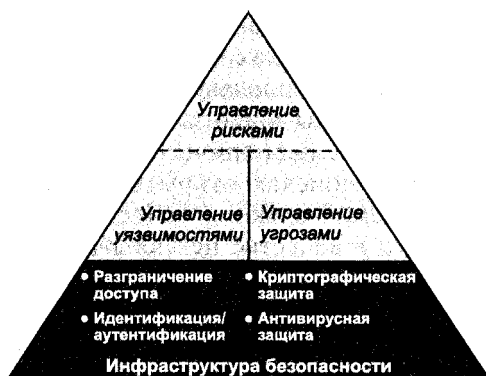 Управление
рисками
Управление
уязвимостями
Управление
угрозами
• Разграничение
доступа
• Криптографическая
защита
• Идентификация/
аутентификация
• Антивирусная
защита
Инфраструктура безопасности